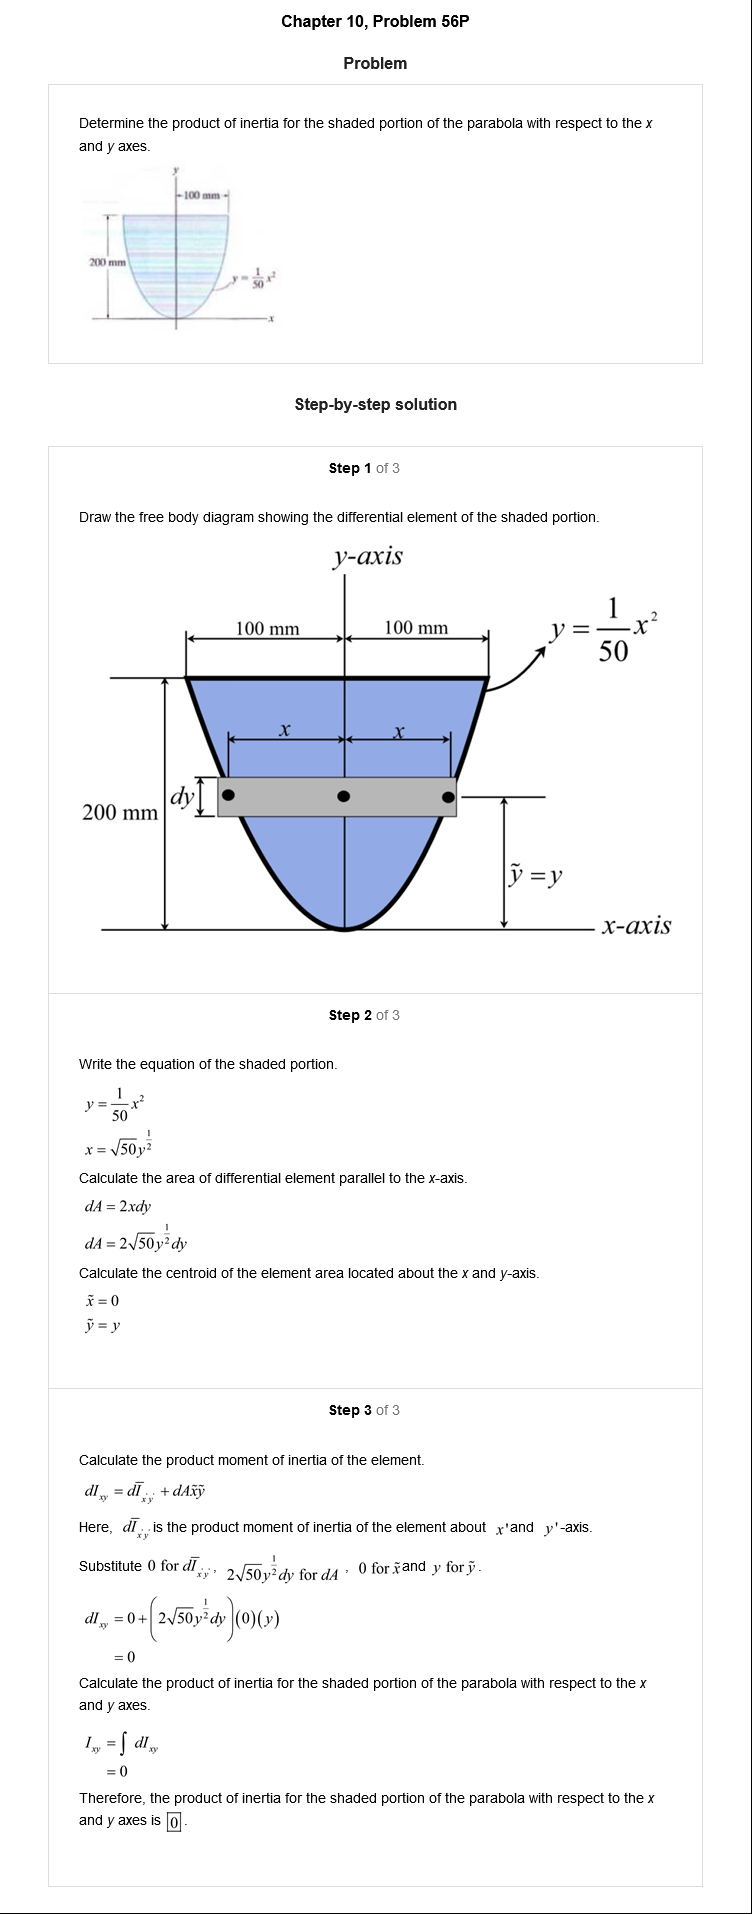 Chapter 10, Problem 56P
Problem
Determine the product of inertia for the shaded portion of the parabola with respect to the x
and y axes.
y
100 mm
200 mm
y = 1/50 x²
x
Step-by-step solution
Step 1 of 3
Draw the free body diagram showing the differential element of the shaded portion.
y-axis
100 mm 100 mm
y = 1/50 x²
x x
dy
200 mm
ỹ = y
x-axis
Step 2 of 3
Write the equation of the shaded portion.
y = 1/50 x²
x = √50 y^(1/2)
Calculate the area of differential element parallel to the x-axis.
dA = 2xdy
dA = 2√50 y^(1/2) dy
Calculate the centroid of the element area located about the x and y-axis.
x̃ = 0
ỹ = y
Step 3 of 3
Calculate the product moment of inertia of the element.
dI_xy = dI̅_x'y' + dAx̃ỹ
Here, dI̅_x'y' is the product moment of inertia of the element about x' and y'-axis.
Substitute 0 for dI̅_x'y', 2√50 y^(1/2) dy for dA, 0 for x̃ and y for ỹ.
dI_xy = 0 + (2√50 y^(1/2) dy)(0)(y)
= 0
Calculate the product of inertia for the shaded portion of the parabola with respect to the x
and y axes.
I_xy = ∫ dI_xy
= 0
Therefore, the product of inertia for the shaded portion of the parabola with respect to the x
and y axes is 0.